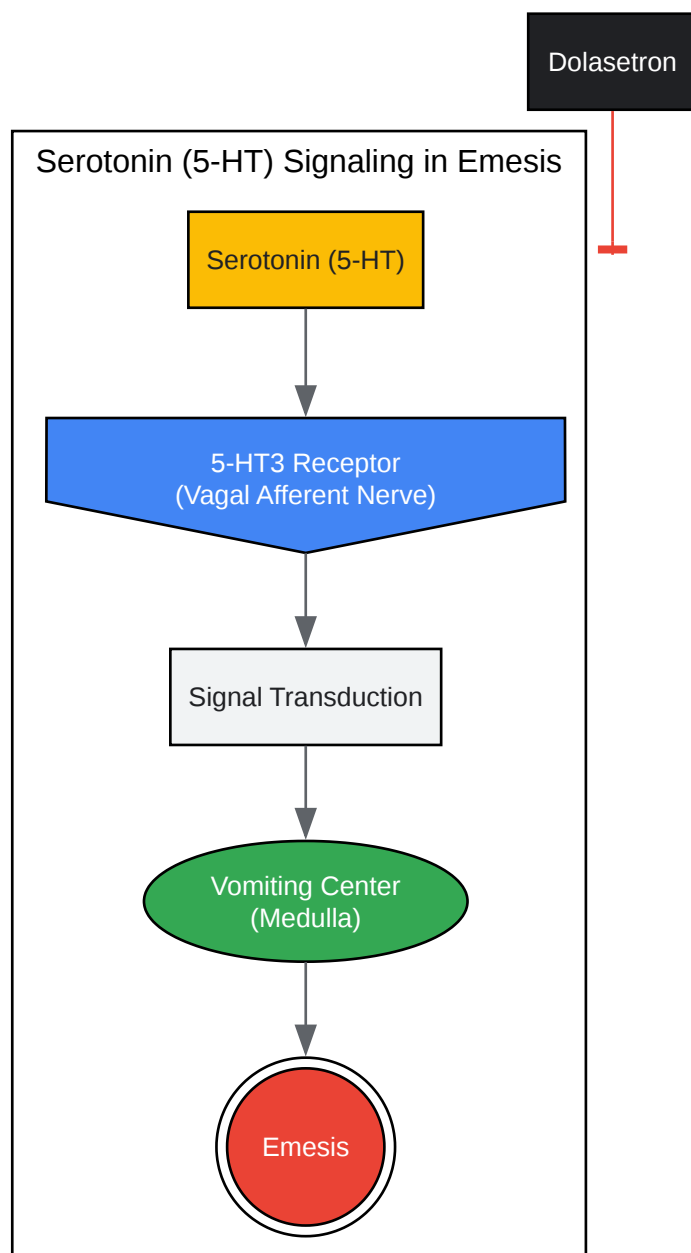 Dolasetron
Serotonin (5-HT) Signaling in Emesis
Serotonin (5-HT)
5-HT3 Receptor
(Vagal Afferent Nerve)
Signal Transduction
Vomiting Center
(Medulla)
Emesis